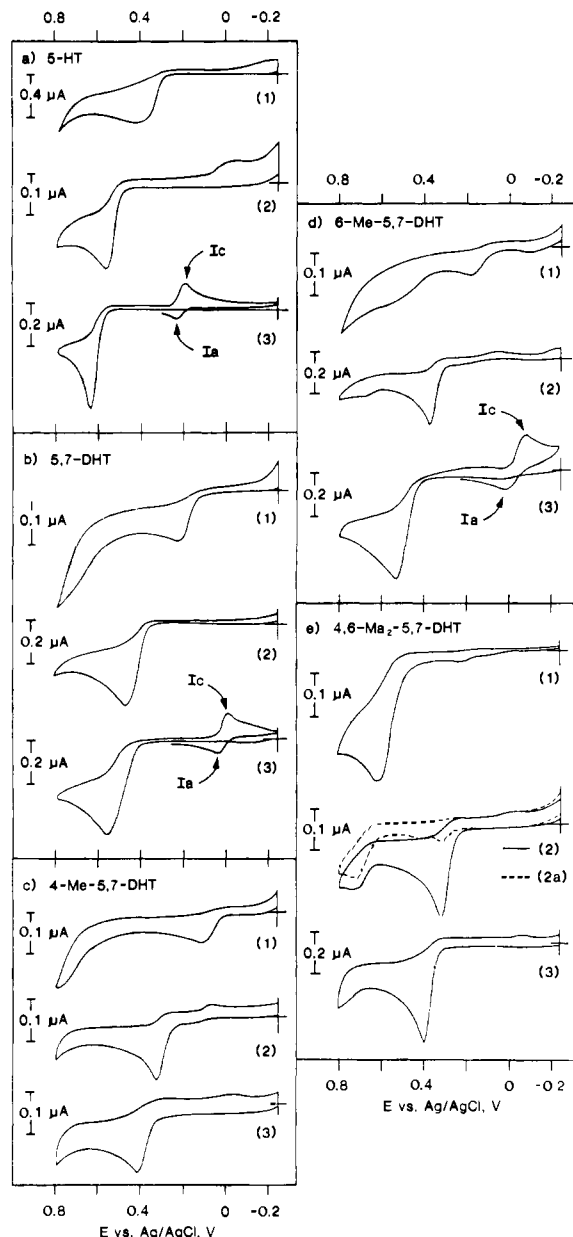 0.8 0.4 0 -0.2
a) 5-HT
0.4 μA
(1)
0.1 μA
(2)
Ic
0.2 μA
(3)
Ia
b) 5,7-DHT
0.1 μA
(1)
0.2 μA
(2)
Ic
0.2 μA
(3)
Ia
c) 4-Me-5,7-DHT
0.1 μA
(1)
0.1 μA
(2)
0.1 μA
(3)
0.8 0.4 0 -0.2
E vs. Ag/AgCl, V
0.8 0.4 0 -0.2
d) 6-Me-5,7-DHT
0.1 μA
(1)
0.2 μA
(2)
Ic
0.2 μA
(3)
Ia
e) 4,6-Ma₂-5,7-DHT
0.1 μA
(1)
0.1 μA
(2)
(2a)
0.2 μA
(3)
0.8 0.4 0 -0.2
E vs. Ag/AgCl, V